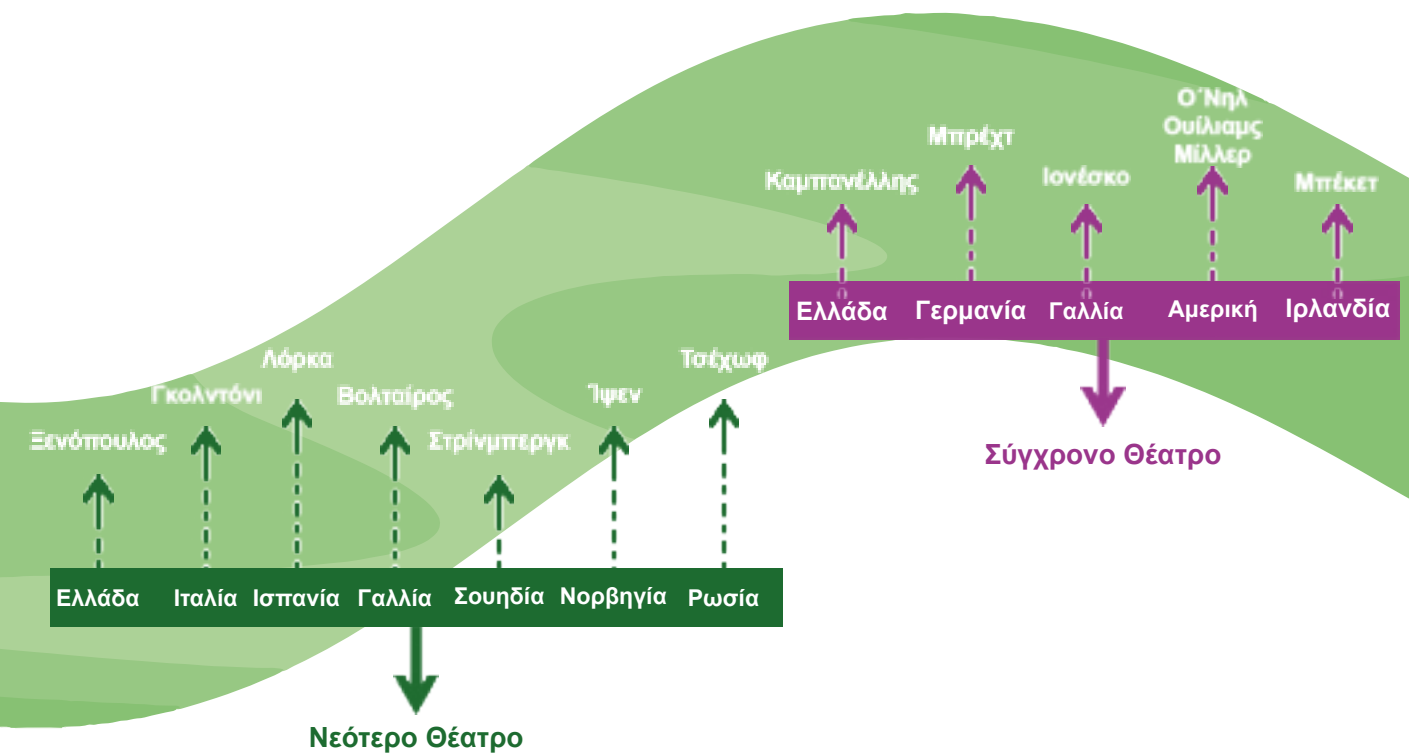 Ο΄Νηλ
Ουίλιαμς
Μίλλερ
Μπρέχτ
Καμπανέλλης
Ιονέσκο
Μπέκετ
Ελλάδα Γερμανία Γαλλία Αμερική Ιρλανδία
Σύγχρονο Θέατρο
Λόρκα
Τσέχωφ
Γκολντόνι
Βολταίρος
Ίψεν
Ξενόπουλος
Στρίνμπεργκ
Ελλάδα Ιταλία Ισπανία Γαλλία Σουηδία Νορβηγία Ρωσία
Νεότερο Θέατρο